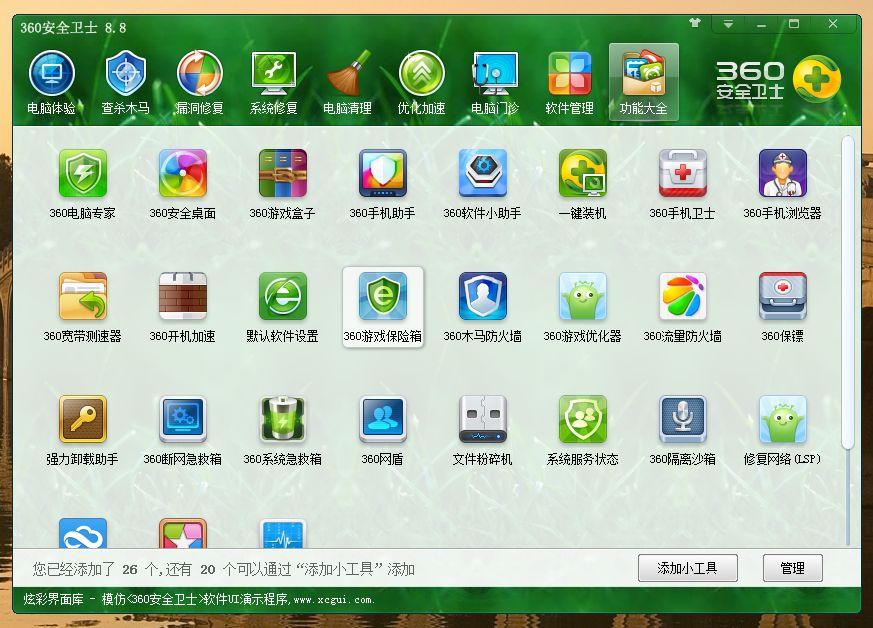 360安全卫士 8.8
电脑体验 查杀木马 漏洞修复 系统修复 电脑清理 优化加速 电脑门诊 软件管理 功能大全
360
安全卫士
360电脑专家 360安全桌面 360游戏盒子 360手机助手 360软件小助手 一键装机 360手机卫士 360手机浏览器
360宽带测速器 360开机加速 默认软件设置 360游戏保险箱 360木马防火墙 360游戏优化器 360流量防火墙 360保镖
强力卸载助手 360断网急救箱 360系统急救箱 360网盾 文件粉碎机 系统服务状态 360隔离沙箱 修复网络(LSP)
您已经添加了 26 个,还有 20 个可以通过“添加小工具”添加 添加小工具 管理
炫彩界面库 - 模仿<360安全卫士>软件UI演示程序,www.xcgui.com.